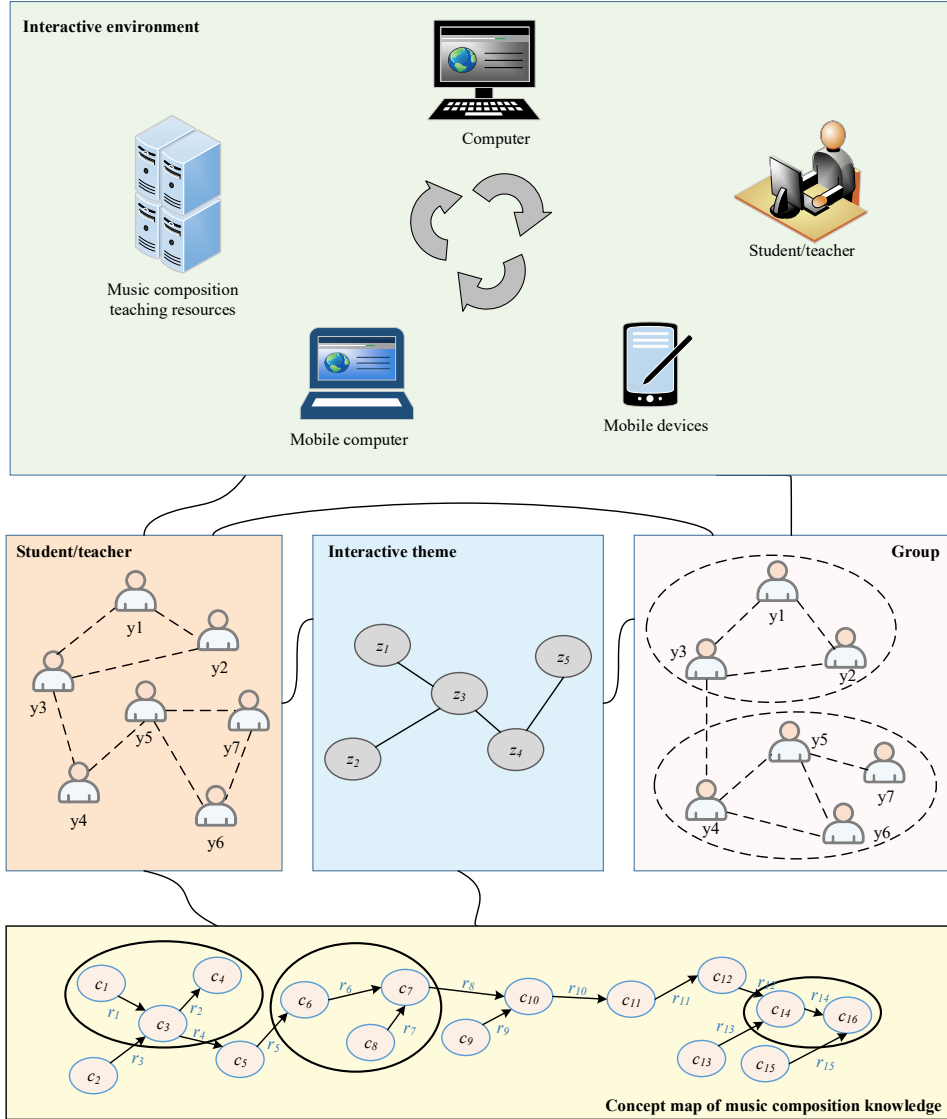 Interactive environment
Computer
Student/teacher
Music composition
teaching resources
Mobile computer
Mobile devices
Student/teacher
y1
y2
y3
y5
y7
y4
y6
Interactive theme
z1
z5
z3
z2
z4
Group
y1
y3
y2
y5
y7
y4
y6
c1
c4
r1
r2
c3
r4
c2
r3
c5
r5
c6
r6
c7
r7
c8
r8
c9
r9
c10
r10
c11
r11
c12
r12
c14
r14
c16
r13
c13
c15
r15
Concept map of music composition knowledge